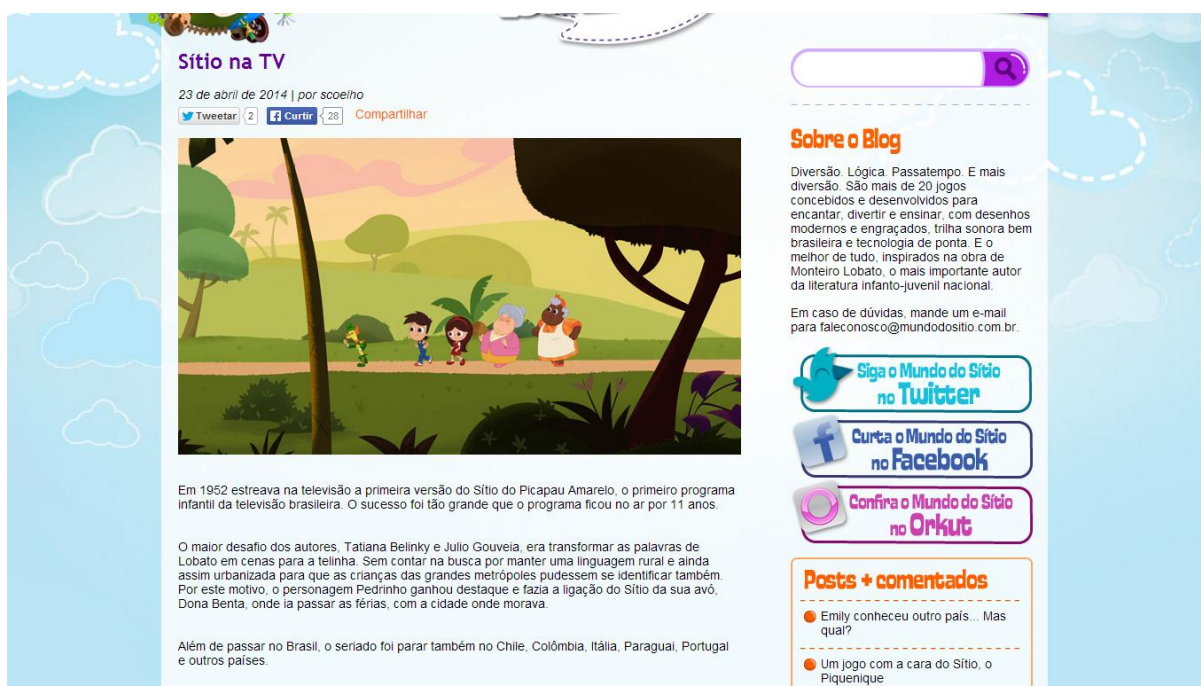 Sítio na TV
23 de abril de 2014 | por scoelho
Tweetar 2 Curtir 28 Compartilhar
Em 1952 estreava na televisão a primeira versão do Sítio do Picapau Amarelo, o primeiro programa
infantil da televisão brasileira. O sucesso foi tão grande que o programa ficou no ar por 11 anos.
O maior desafio dos autores, Tatiana Belinky e Julio Gouveia, era transformar as palavras de
Lobato em cenas para a telinha. Sem contar na busca por manter uma linguagem rural e ainda
assim urbanizada para que as crianças das grandes metrópoles pudessem se identificar também.
Por este motivo, o personagem Pedrinho ganhou destaque e fazia a ligação do Sítio da sua avó,
Dona Benta, onde ia passar as férias, com a cidade onde morava.
Além de passar no Brasil, o seriado foi parar também no Chile, Colômbia, Itália, Paraguai, Portugal
e outros países.
Sobre o Blog
Diversão. Lógica. Passatempo. E mais
diversão. São mais de 20 jogos
concebidos e desenvolvidos para
encantar, divertir e ensinar, com desenhos
modernos e engraçados, trilha sonora bem
brasileira e tecnologia de ponta. E o
melhor de tudo, inspirados na obra de
Monteiro Lobato, o mais importante autor
da literatura infanto-juvenil nacional.
Em caso de dúvidas, mande um e-mail
para faleconosco@mundodositio.com.br.
Siga o Mundo do Sítio
no Twitter
Curta o Mundo do Sítio
no Facebook
Confira o Mundo do Sítio
no Orkut
Posts + comentados
Emily conheceu outro país... Mas
qual?
Um jogo com a cara do Sítio, o
Piquenique